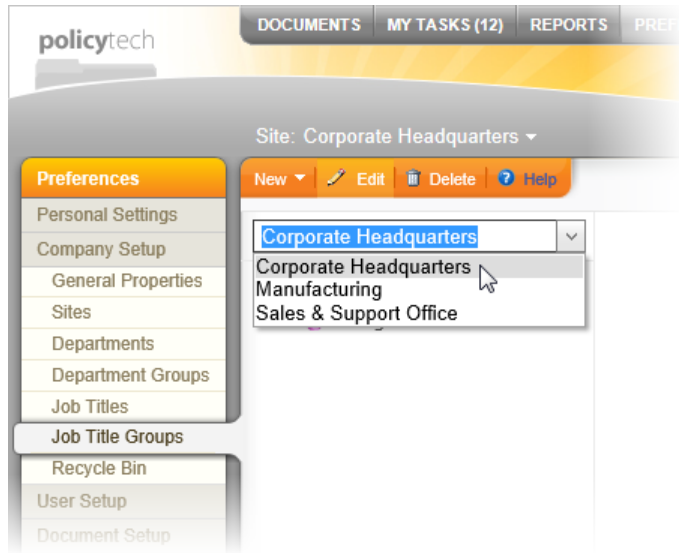 policytech
DOCUMENTS MY TASKS (12) REPORTS PREF
Site: Corporate Headquarters
Preferences
New Edit Delete Help
Personal Settings
Company Setup
General Properties
Sites
Departments
Department Groups
Job Titles
Job Title Groups
Recycle Bin
User Setup
Document Setup
Corporate Headquarters
Corporate Headquarters
Manufacturing
Sales & Support Office